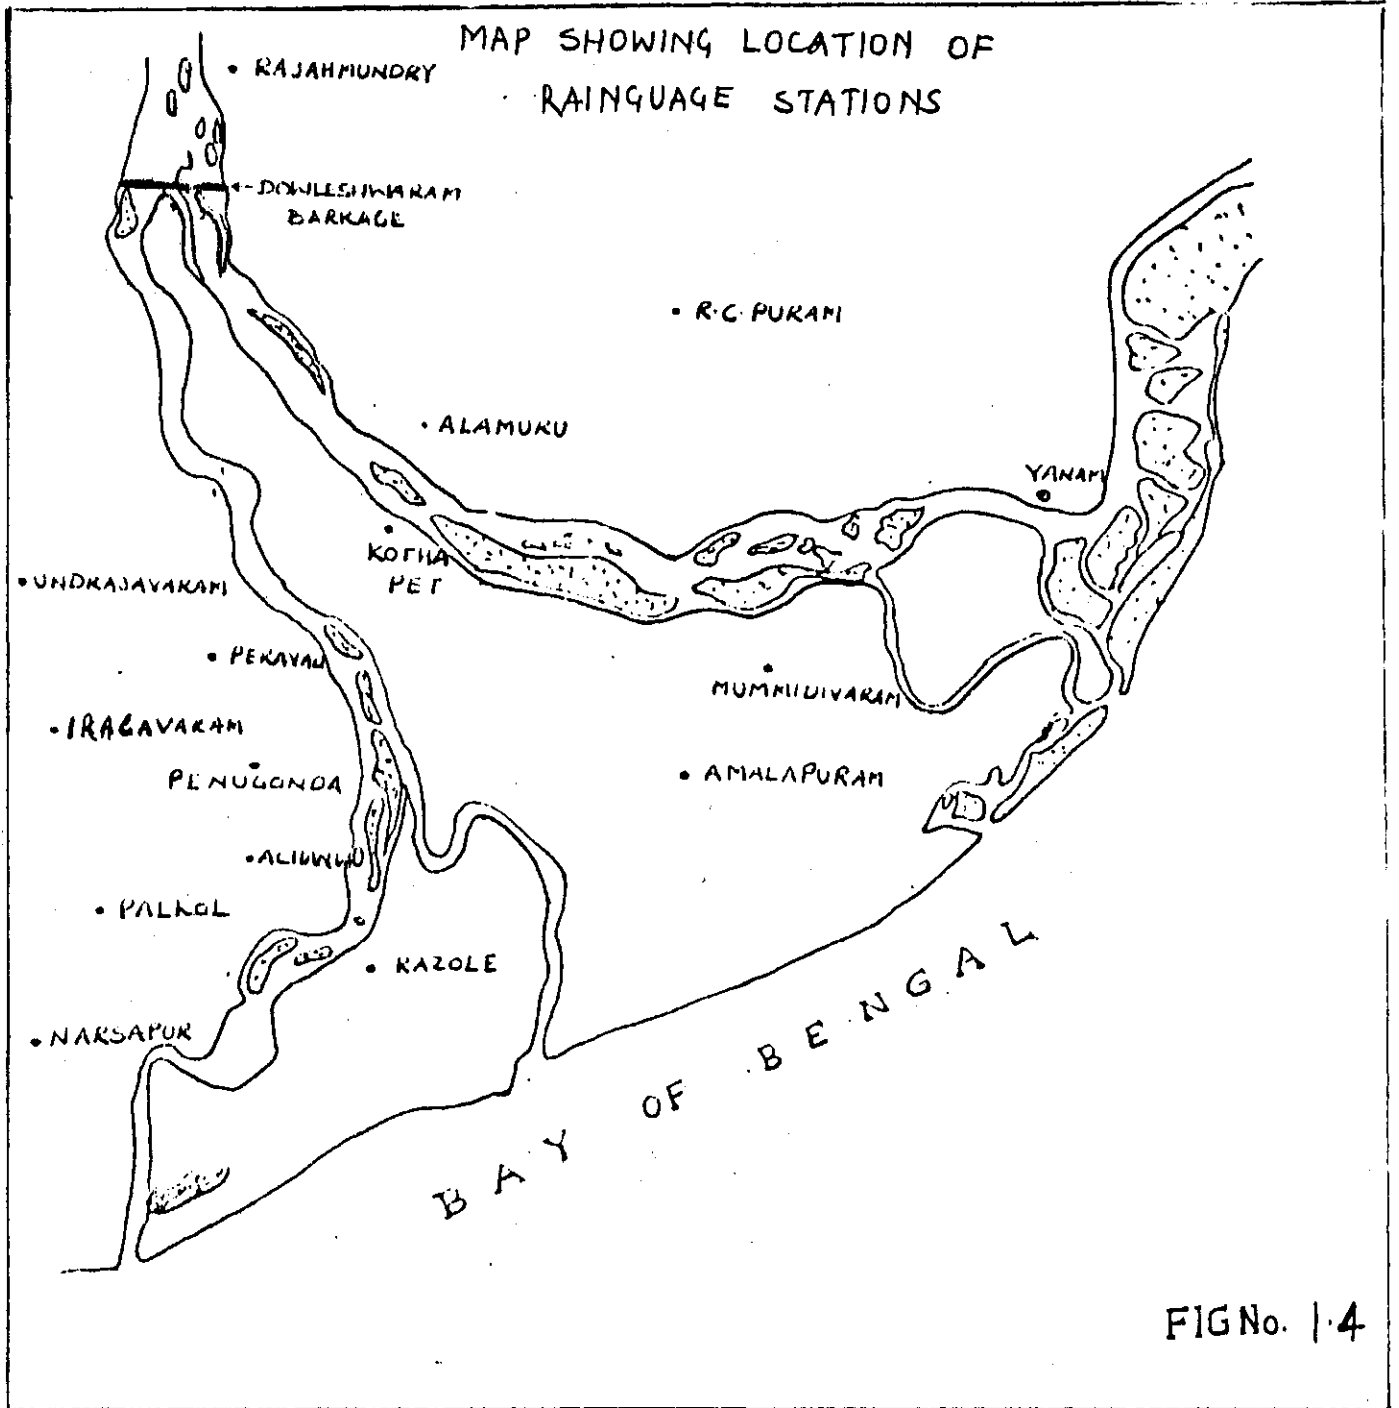 MAP SHOWING LOCATION OF
RAINGUAGE STATIONS
RAJAHMUNDRY
DOWLESHWARAM
BARRAGE
R.C. PURAM
ALAMURU
YANAM
KOTHA
PET
UNDRAJAVARAM
PERAVALI
MUMMIDIVARAM
IRAGAVARAM
PENUGONDA
AMALAPURAM
PALKOL
RAZOLE
NARSAPUR
BAY OF BENGAL
FIG No. 1.4